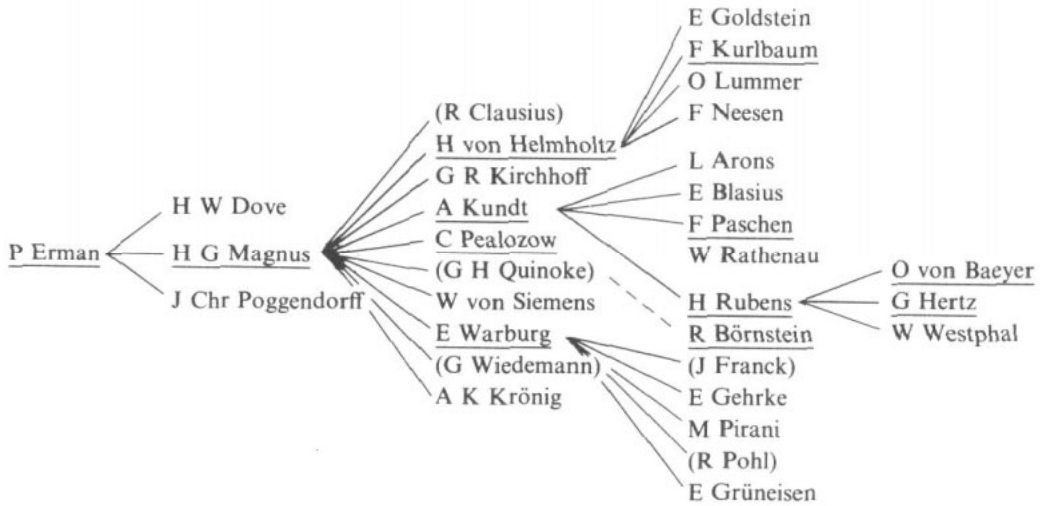 E Goldstein
F Kurlbaum
O Lummer
F Neesen
(R Clausius)
H von Helmholtz
G R Kirchhoff
A Kundt
C Pealozow
(G H Quinoke)
W von Siemens
E Warburg
(G Wiedemann)
A K Krönig
L Arons
E Blasius
F Paschen
W Rathenau
H W Dove
P Erman
H G Magnus
J Chr Poggendorff
H Rubens
R Börnstein
(J Franck)
E Gehrke
M Pirani
(R Pohl)
E Grüneisen
O von Baeyer
G Hertz
W Westphal